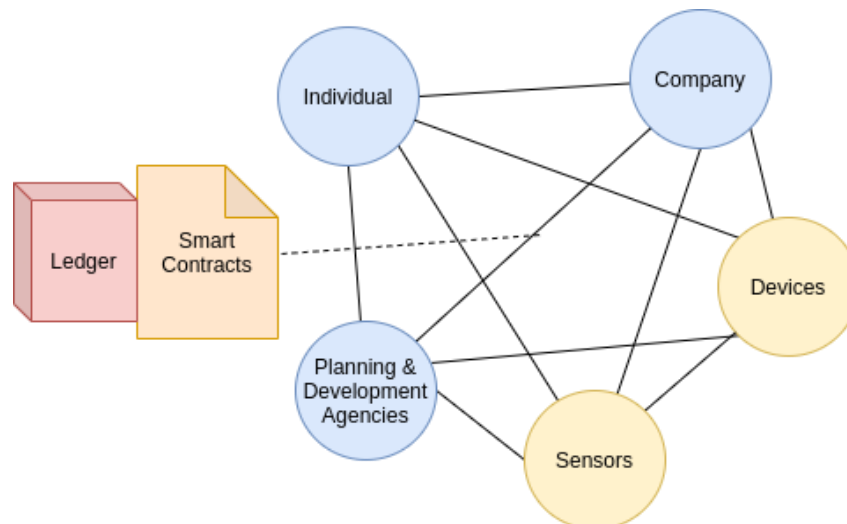 Individual
Company
Ledger
Smart
Contracts
Devices
Planning &
Development
Agencies
Sensors